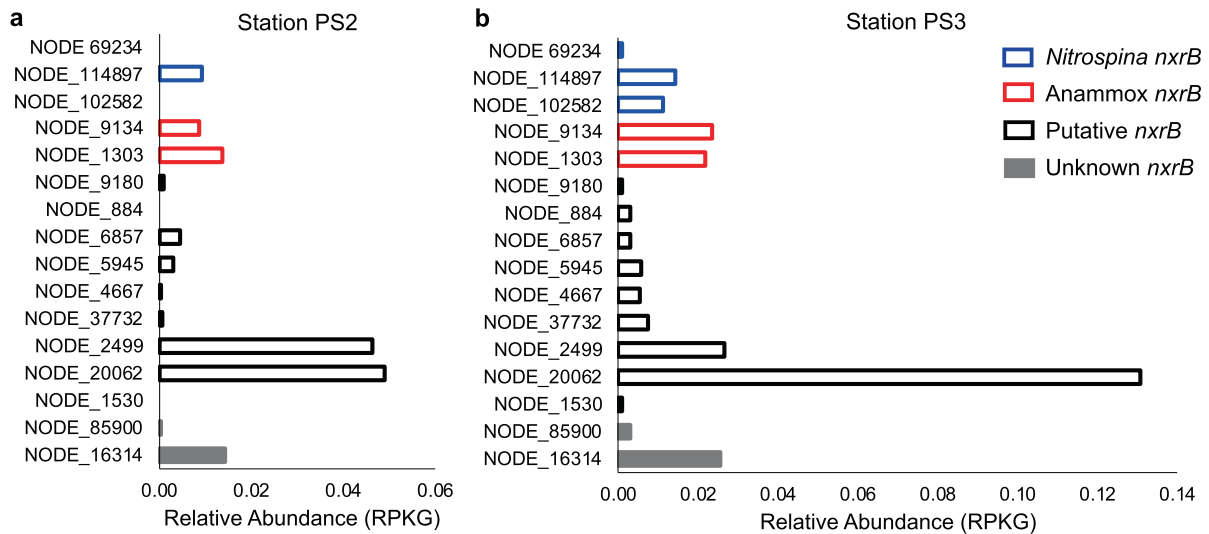 a
Station PS2
NODE 69234
NODE_114897
NODE_102582
NODE_9134
NODE_1303
NODE_9180
NODE_884
NODE_6857
NODE_5945
NODE_4667
NODE_37732
NODE_2499
NODE_20062
NODE_1530
NODE_85900
NODE_16314
0.00 0.02 0.04 0.06
Relative Abundance (RPKG)
b
Station PS3
NODE 69234
NODE_114897
NODE_102582
NODE_9134
NODE_1303
NODE_9180
NODE_884
NODE_6857
NODE_5945
NODE_4667
NODE_37732
NODE_2499
NODE_20062
NODE_1530
NODE_85900
NODE_16314
0.00 0.02 0.04 0.06 0.08 0.10 0.12 0.14
Relative Abundance (RPKG)
Nitrospina nxrB
Anammox nxrB
Putative nxrB
Unknown nxrB